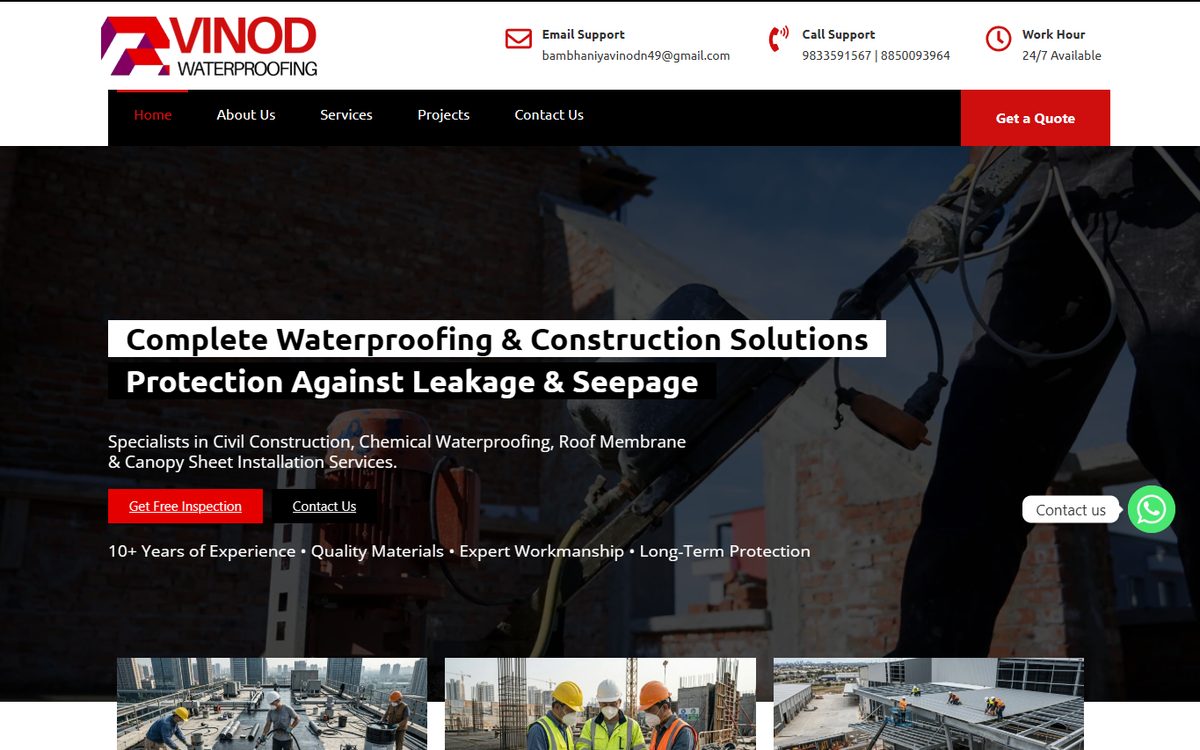 VINOD
WATERPROOFING
Email Support
bambhaniyavinodn49@gmail.com
Call Support
9833591567 | 8850093964
Work Hour
24/7 Available
Home
About Us
Services
Projects
Contact Us
Get a Quote
Complete Waterproofing & Construction Solutions
Protection Against Leakage & Seepage
Specialists in Civil Construction, Chemical Waterproofing, Roof Membrane
& Canopy Sheet Installation Services.
Get Free Inspection
Contact Us
Contact us
10+ Years of Experience • Quality Materials • Expert Workmanship • Long-Term Protection